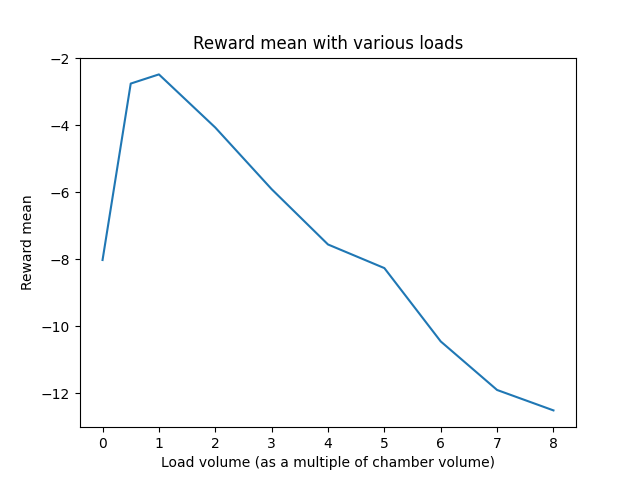 Reward mean with various loads
−2
−4
−6
−8
−10
−12
Reward mean
0 1 2 3 4 5 6 7 8
Load volume (as a multiple of chamber volume)